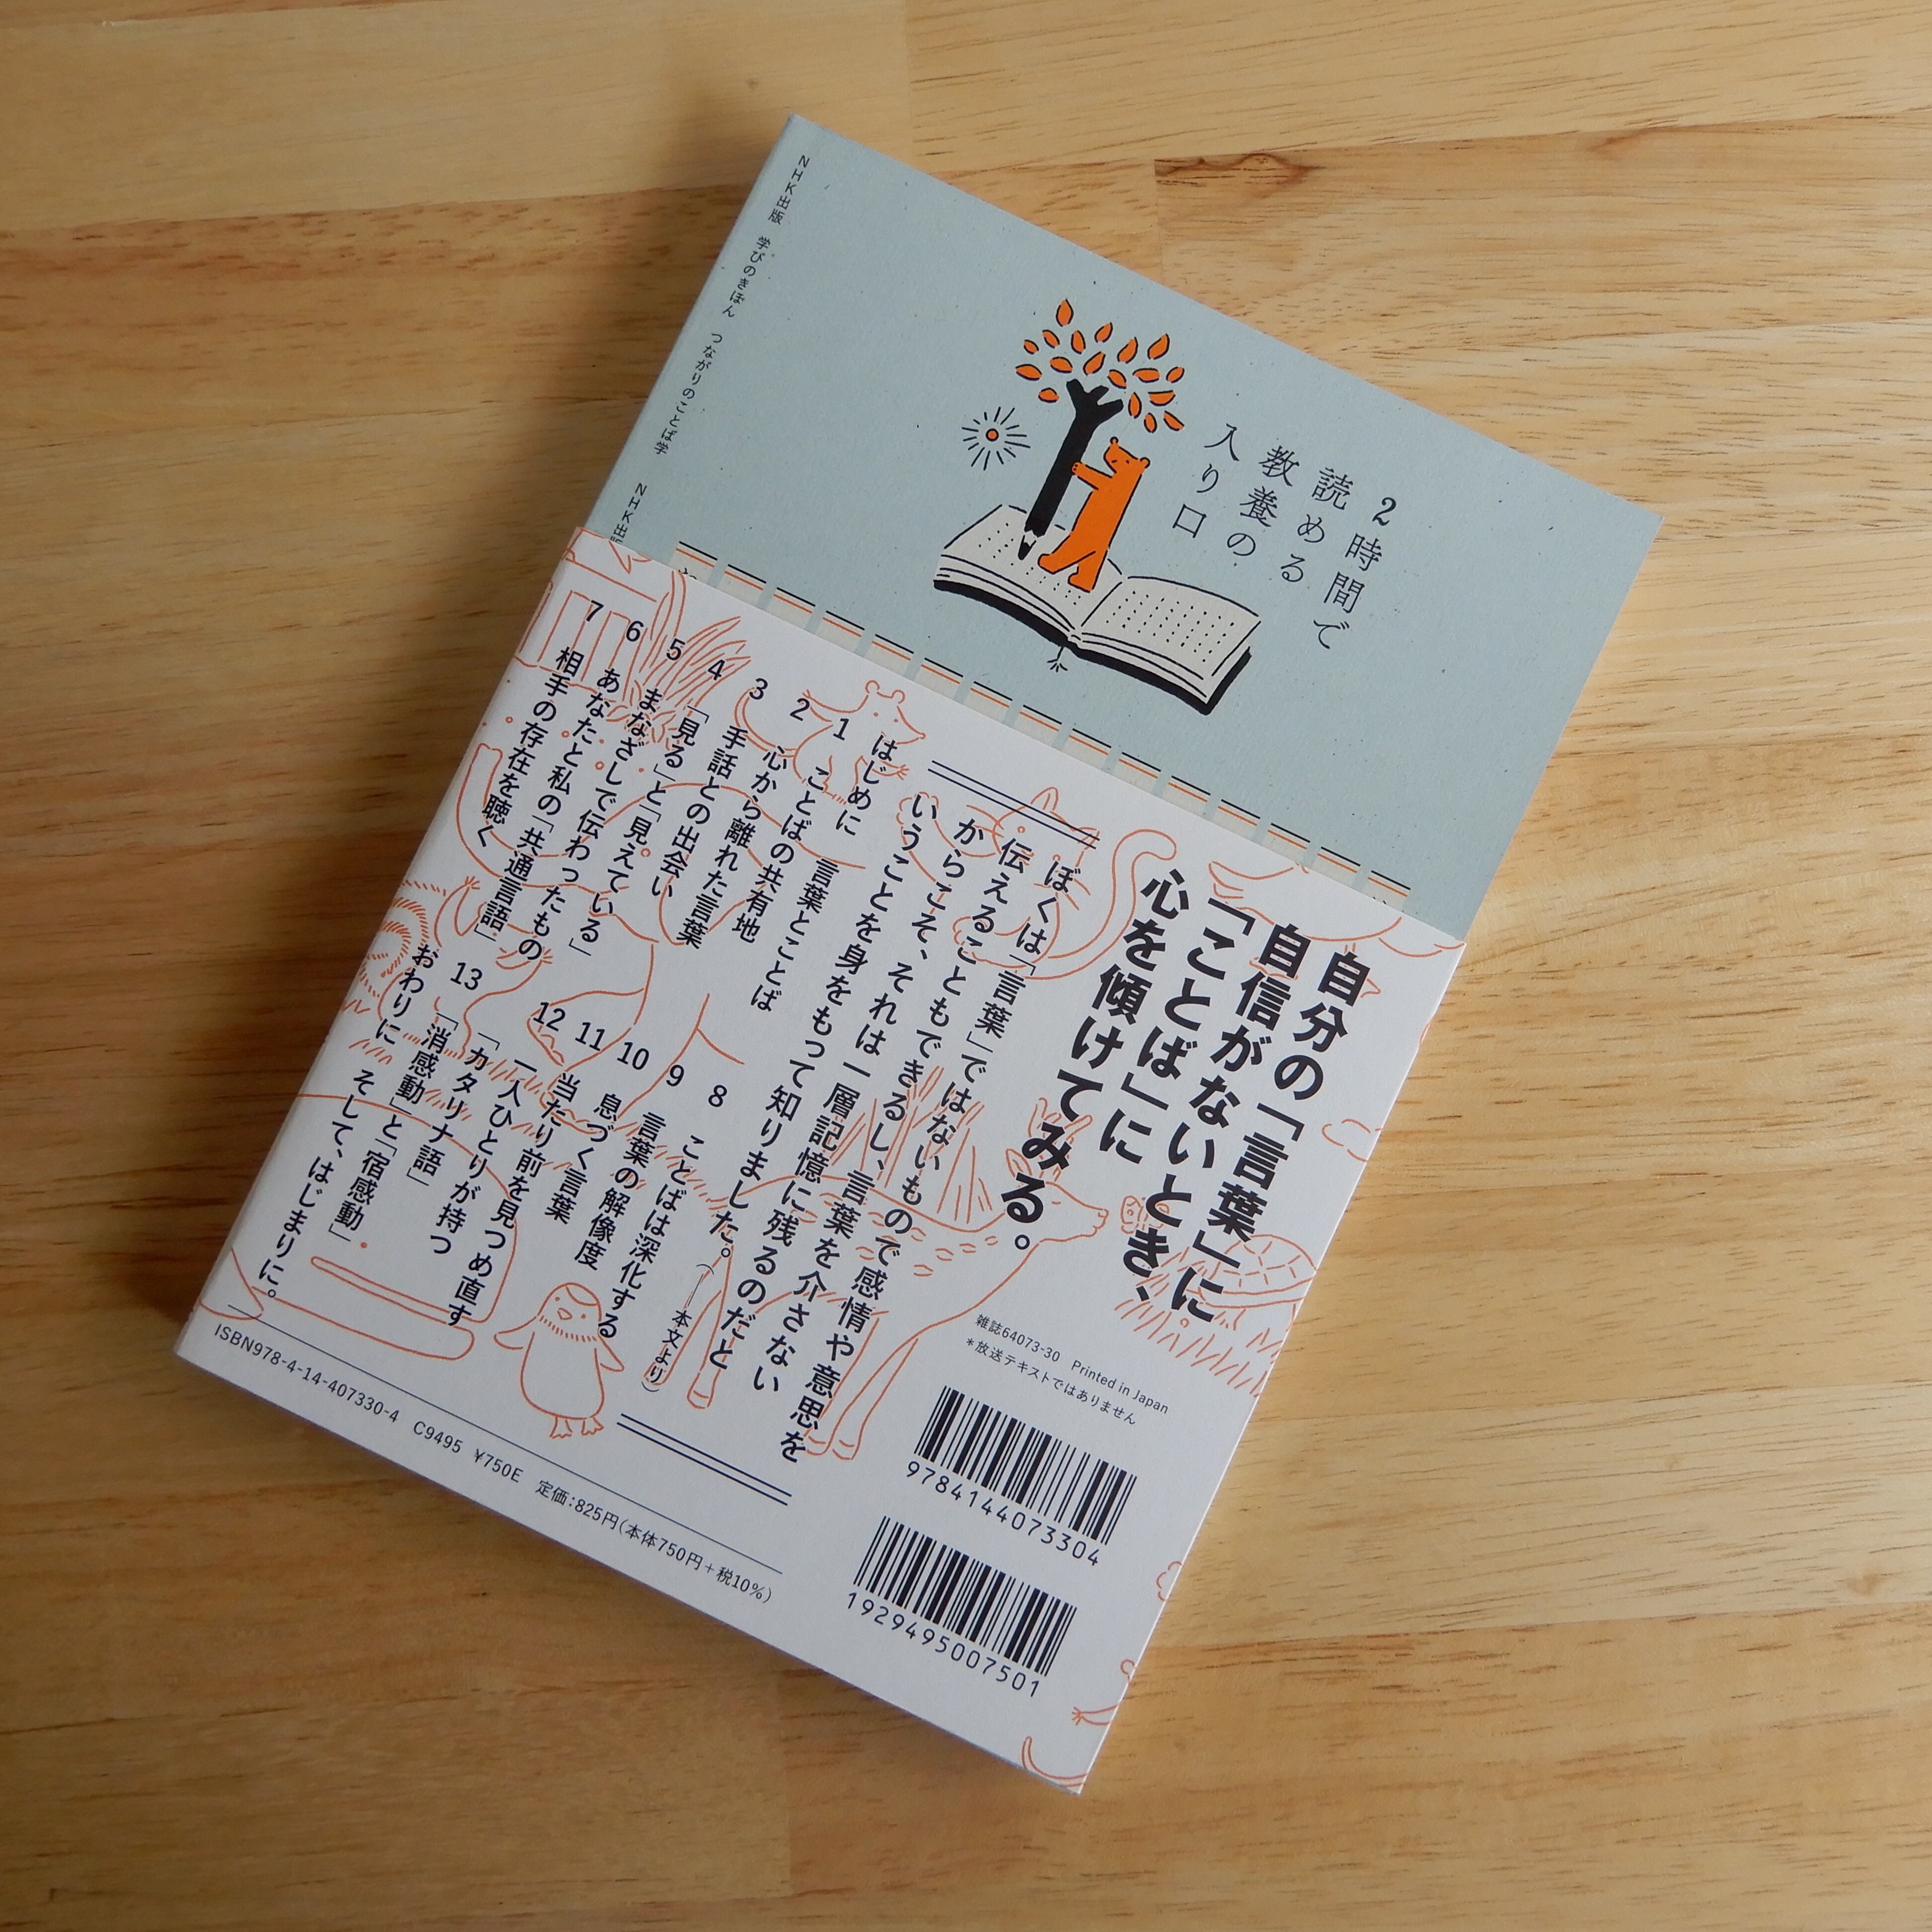 NHK出版 学びのきほん つながりのことば学
2時間で
読める
教養の
入り口
自分の「言葉」に
自信がないとき、
「ことば」に
心を傾けてみる。
ぼくは「言葉」ではないもので感情や意思を
伝えることもできるし、言葉を介さない
からこそ、それは一層記憶に残るのだと
いうことを身をもって知りました。
(——本文より)
はじめに 言葉とことば
1 ことばの共有地
2 心から離れた言葉
3 手話との出会い
4 「見る」と「見えている」
5 まなざしで伝わったもの
6 あなたと私の「共通言語」
7 相手の存在を聴く
8 ことばは深化する
9 言葉の解像度
10 息づく言葉
11 当たり前を見つめ直す
12 一人ひとりが持つ
「カタリナ語」
13 「消感動」と「宿感動」
おわりに そして、はじまりに。
雑誌64073-30 Printed in Japan
*放送テキストではありません
9784144073304
1929495007501
ISBN978-4-14-407330-4 C9495 ¥750E 定価:825円(本体750円+税10%)